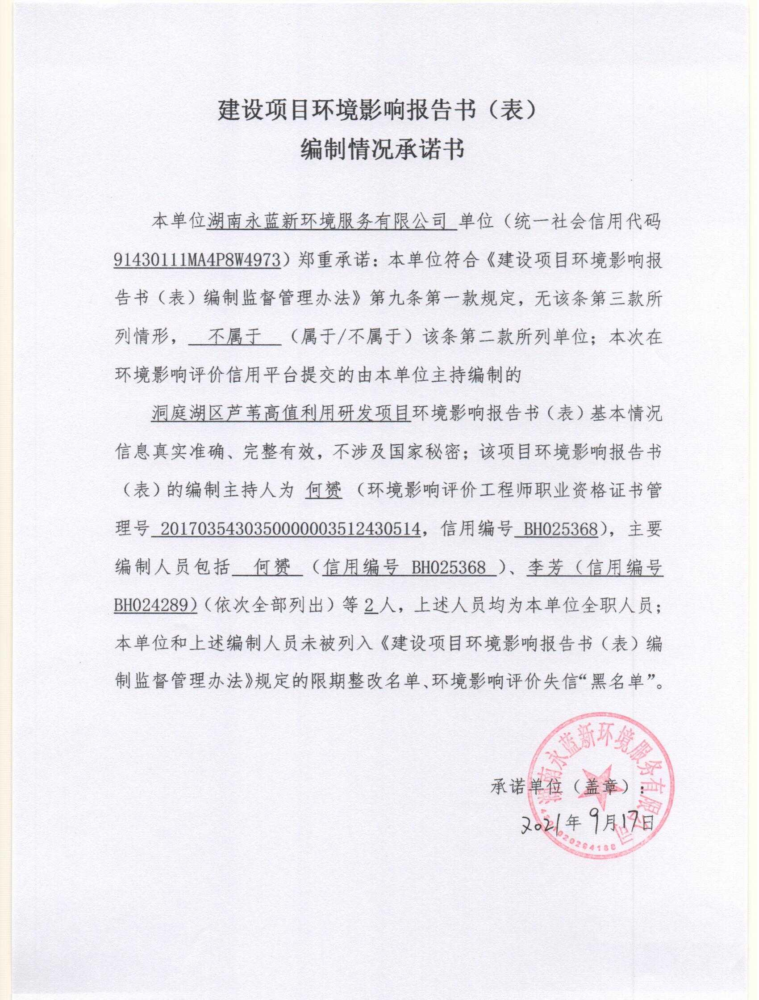 建设项目环境影响报告书（表）
编制情况承诺书
本单位湖南永蓝新环境服务有限公司 单位（统一社会信用代码
91430111MA4P8W4973）郑重承诺：本单位符合《建设项目环境影响报
告书（表）编制监督管理办法》第九条第一款规定，无该条第三款所
列情形， 不属于 （属于/不属于）该条第二款所列单位；本次在
环境影响评价信用平台提交的由本单位主持编制的
洞庭湖区芦苇高值利用研发项目环境影响报告书（表）基本情况
信息真实准确、完整有效，不涉及国家秘密；该项目环境影响报告书
（表）的编制主持人为 何赟 （环境影响评价工程师职业资格证书管
理号 2017035430350000003512430514，信用编号 BH025368），主要
编制人员包括 何赟 （信用编号 BH025368 ）、李芳（信用编号
BH024289）（依次全部列出）等 2 人，上述人员均为本单位全职人员；
本单位和上述编制人员未被列入《建设项目环境影响报告书（表）编
制监督管理办法》规定的限期整改名单、环境影响评价失信“黑名单”。
湖南永蓝新环境服务有限公司
承诺单位（盖章）：
2021年 9月17日